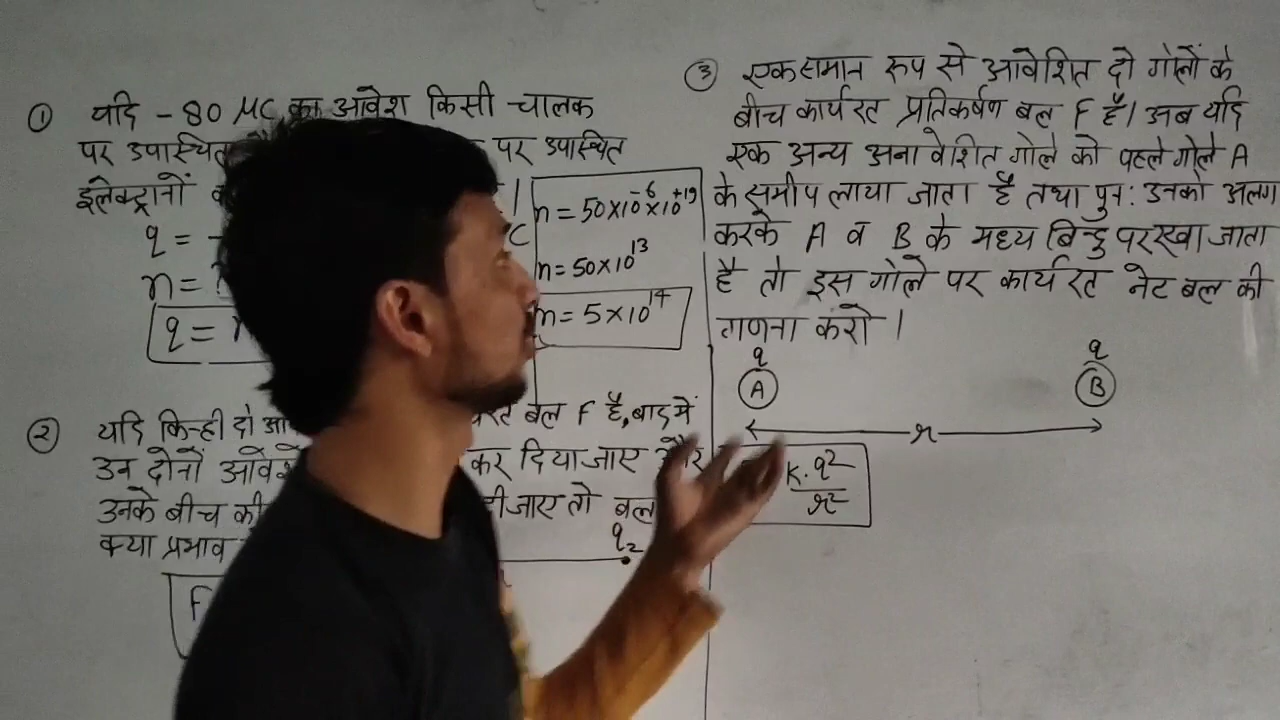 ① यदि - 80 μC का आवेश किसी चालक
पर उपास्थित पर उपास्थित
इलेक्ट्रानों
q = - C
n = ?
q =
n = 50×10⁻⁶×10⁺¹⁹
n = 50×10¹³
n = 5×10¹⁴
② यदि किन्ही दो बल F है, बाद में
उन दोनों आवेशो कर दिया जाए और
उनके बीच की दी जाए तो बल
क्या प्रभाव
q₂
F
③ एकसमान रूप से आवेशित दो गोलों के
बीच कार्यरत प्रतिकर्षण बल F है। अब यदि
एक अन्य अनावेशित गोले को पहले गोले A
के समीप लाया जाता है तथा पुन: उनको अलग
करके A व B के मध्य बिन्दु पर रखा जाता
है तो इस गोले पर कार्यरत नेट बल की
गणना करो ।
q q
A B
r
K.q²/r²